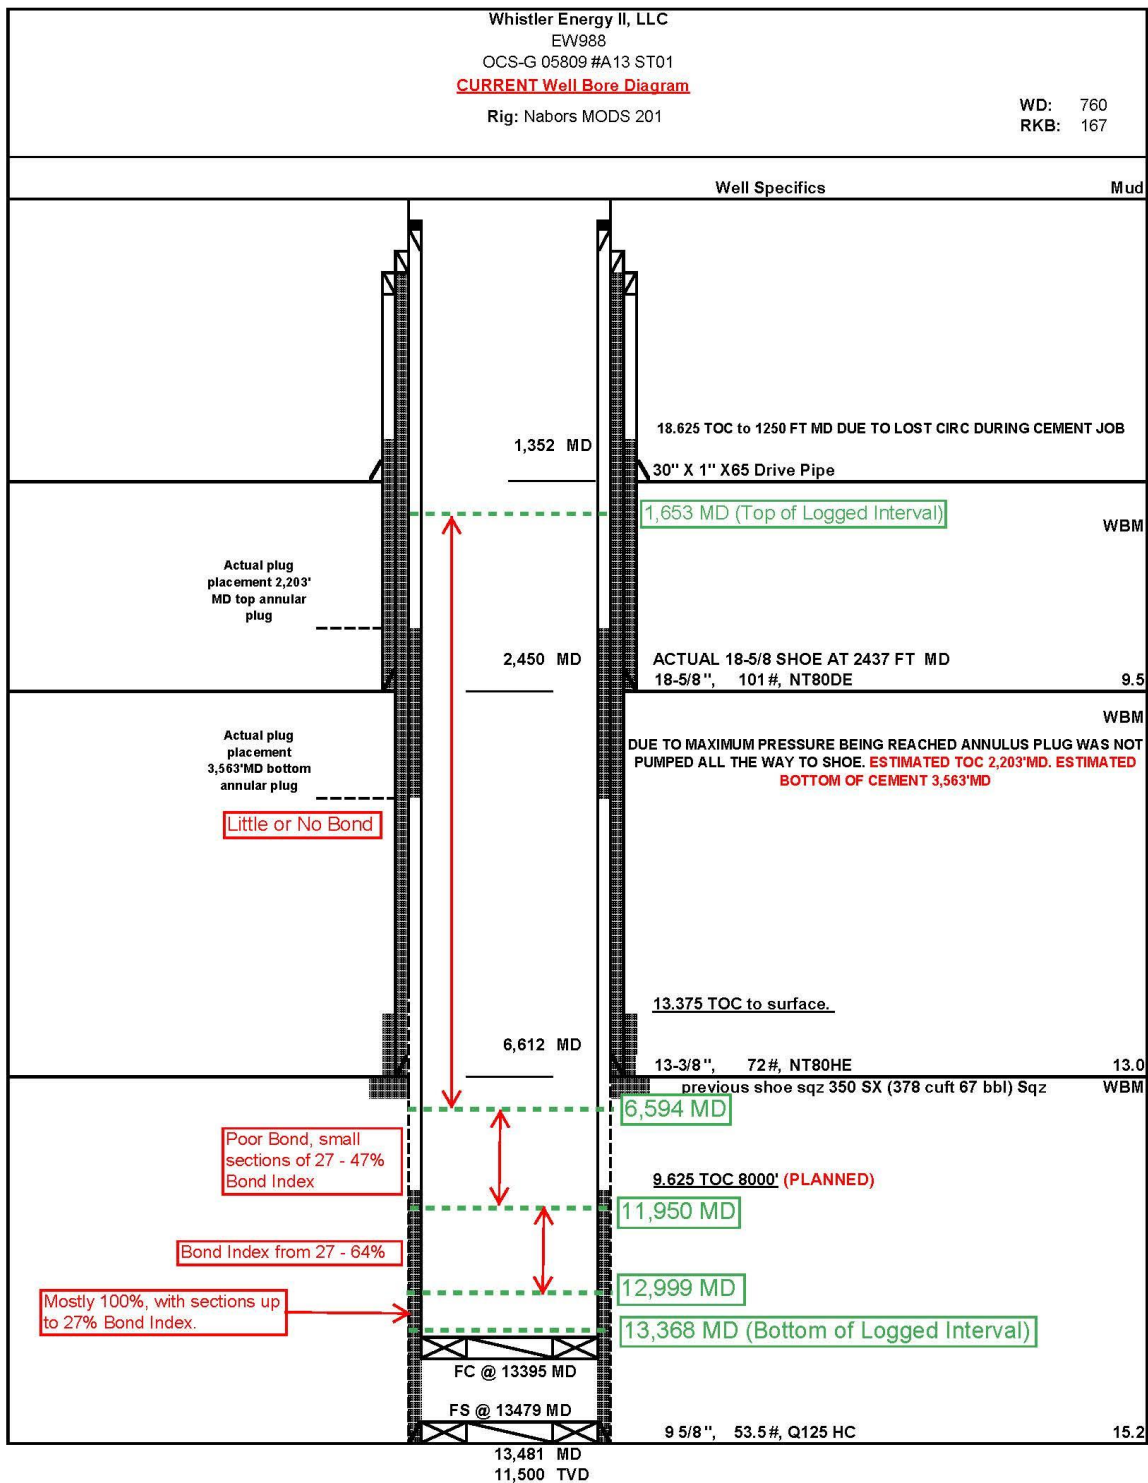 Whistler Energy II, LLC
EW988
OCS-G 05809 #A13 ST01
CURRENT Well Bore Diagram
Rig: Nabors MODS 201
WD: 760
RKB: 167
Well Specifics Mud
18.625 TOC to 1250 FT MD DUE TO LOST CIRC DURING CEMENT JOB
1,352 MD
30" X 1" X65 Drive Pipe
1,653 MD (Top of Logged Interval)
WBM
Actual plug
placement 2,203'
MD top annular
plug
2,450 MD
ACTUAL 18-5/8 SHOE AT 2437 FT MD
18-5/8", 101#, NT80DE 9.5
WBM
Actual plug
placement
3,563'MD bottom
annular plug
DUE TO MAXIMUM PRESSURE BEING REACHED ANNULUS PLUG WAS NOT
PUMPED ALL THE WAY TO SHOE. ESTIMATED TOC 2,203'MD. ESTIMATED
BOTTOM OF CEMENT 3,563'MD
Little or No Bond
13.375 TOC to surface.
6,612 MD
13-3/8", 72#, NT80HE 13.0
previous shoe sqz 350 SX (378 cuft 67 bbl) Sqz WBM
6,594 MD
Poor Bond, small
sections of 27 - 47%
Bond Index
9.625 TOC 8000' (PLANNED)
11,950 MD
Bond Index from 27 - 64%
12,999 MD
Mostly 100%, with sections up
to 27% Bond Index.
13,368 MD (Bottom of Logged Interval)
FC @ 13395 MD
FS @ 13479 MD
9 5/8", 53.5#, Q125 HC 15.2
13,481 MD
11,500 TVD